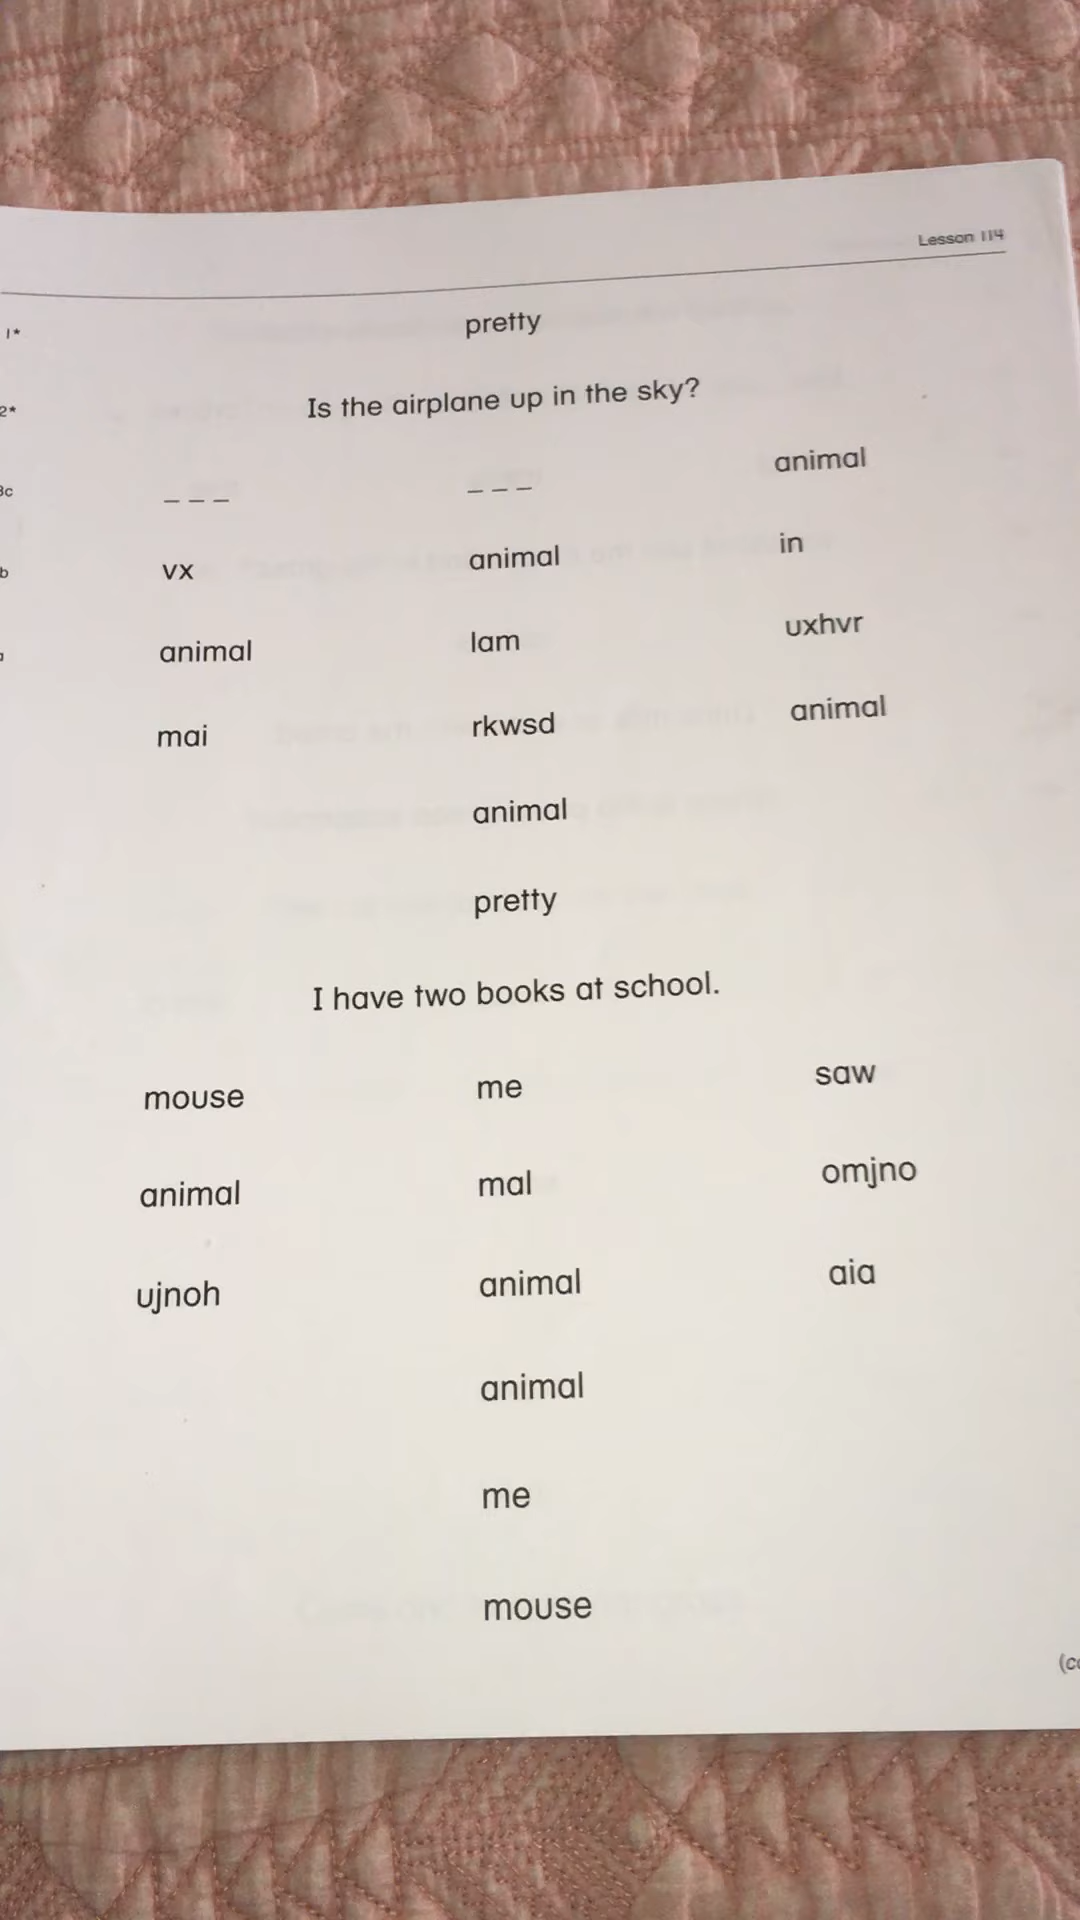 Lesson 114
1* pretty
2* Is the airplane up in the sky?
3c _ _ _ _ _ _ animal
b vx animal in
animal lam uxhvr
mai rkwsd animal
animal
pretty
I have two books at school.
mouse me saw
animal mal omjno
ujnoh animal aia
animal
me
mouse